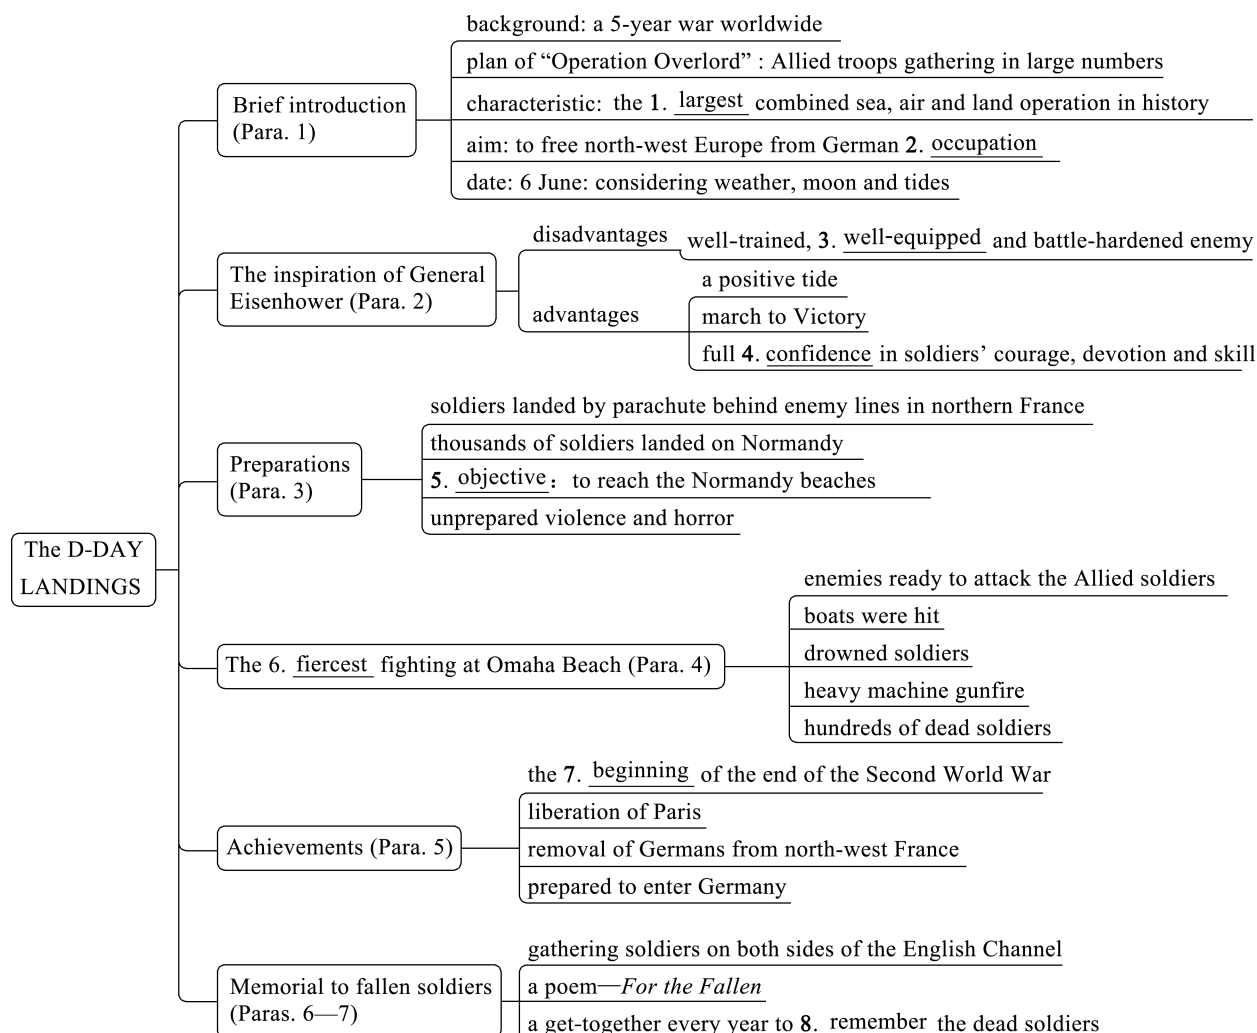 background: a 5-year war worldwide
plan of “Operation Overlord” : Allied troops gathering in large numbers
Brief introduction
(Para. 1)
characteristic: the 1. largest combined sea, air and land operation in history
aim: to free north-west Europe from German 2. occupation
date: 6 June: considering weather, moon and tides
The inspiration of General
Eisenhower (Para. 2)
disadvantages
well-trained, 3. well-equipped and battle-hardened enemy
advantages
a positive tide
march to Victory
full 4. confidence in soldiers’ courage, devotion and skill
Preparations
(Para. 3)
soldiers landed by parachute behind enemy lines in northern France
thousands of soldiers landed on Normandy
5. objective: to reach the Normandy beaches
unprepared violence and horror
The D-DAY
LANDINGS
The 6. fiercest fighting at Omaha Beach (Para. 4)
enemies ready to attack the Allied soldiers
boats were hit
drowned soldiers
heavy machine gunfire
hundreds of dead soldiers
Achievements (Para. 5)
the 7. beginning of the end of the Second World War
liberation of Paris
removal of Germans from north-west France
prepared to enter Germany
Memorial to fallen soldiers
(Paras. 6—7)
gathering soldiers on both sides of the English Channel
a poem—For the Fallen
a get-together every year to 8. remember the dead soldiers